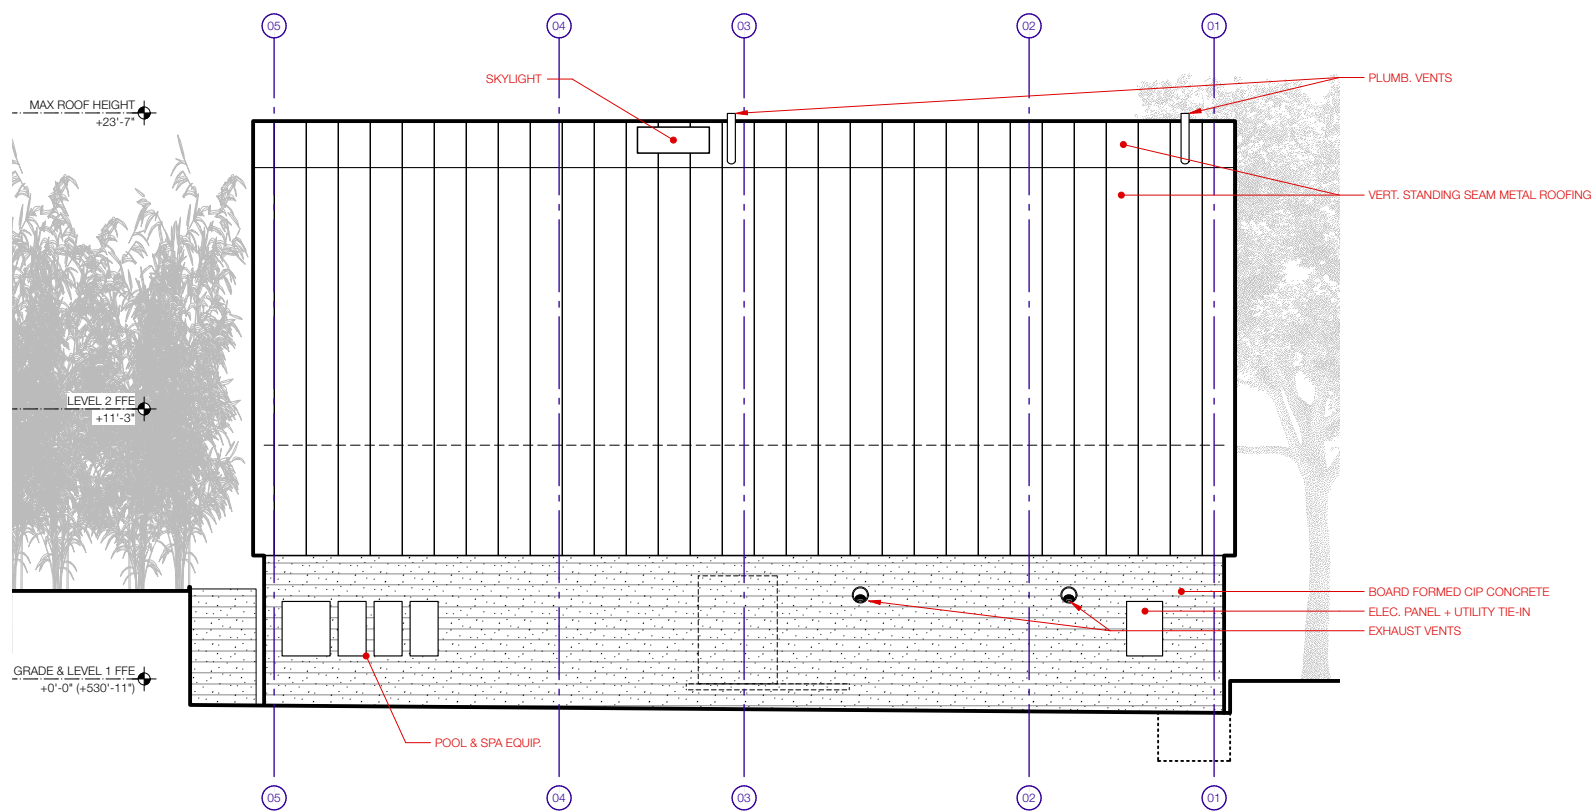 05
04
03
02
01
SKYLIGHT
PLUMB. VENTS
MAX ROOF HEIGHT
+23'-7"
VERT. STANDING SEAM METAL ROOFING
LEVEL 2 FFE
+11'-3"
BOARD FORMED CIP CONCRETE
ELEC. PANEL + UTILITY TIE-IN
EXHAUST VENTS
GRADE & LEVEL 1 FFE
+0'-0" (+530'-11")
POOL & SPA EQUIP.
05
04
03
02
01